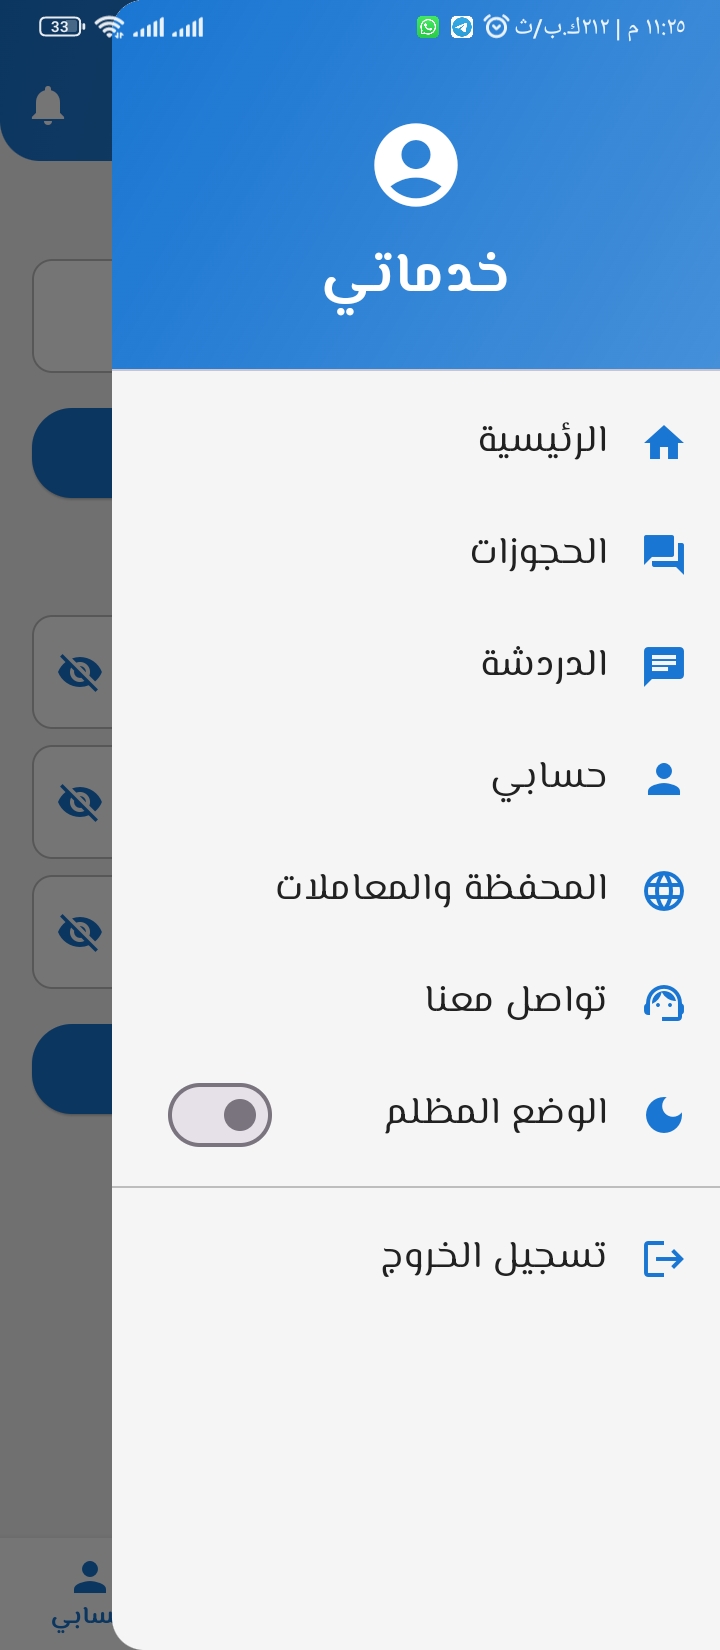 ١١:٢٥ م | ٢١٢ك.ب/ث
33
خدماتي
الرئيسية
الحجوزات
الدردشة
حسابي
المحفظة والمعاملات
تواصل معنا
الوضع المظلم
تسجيل الخروج
سابي